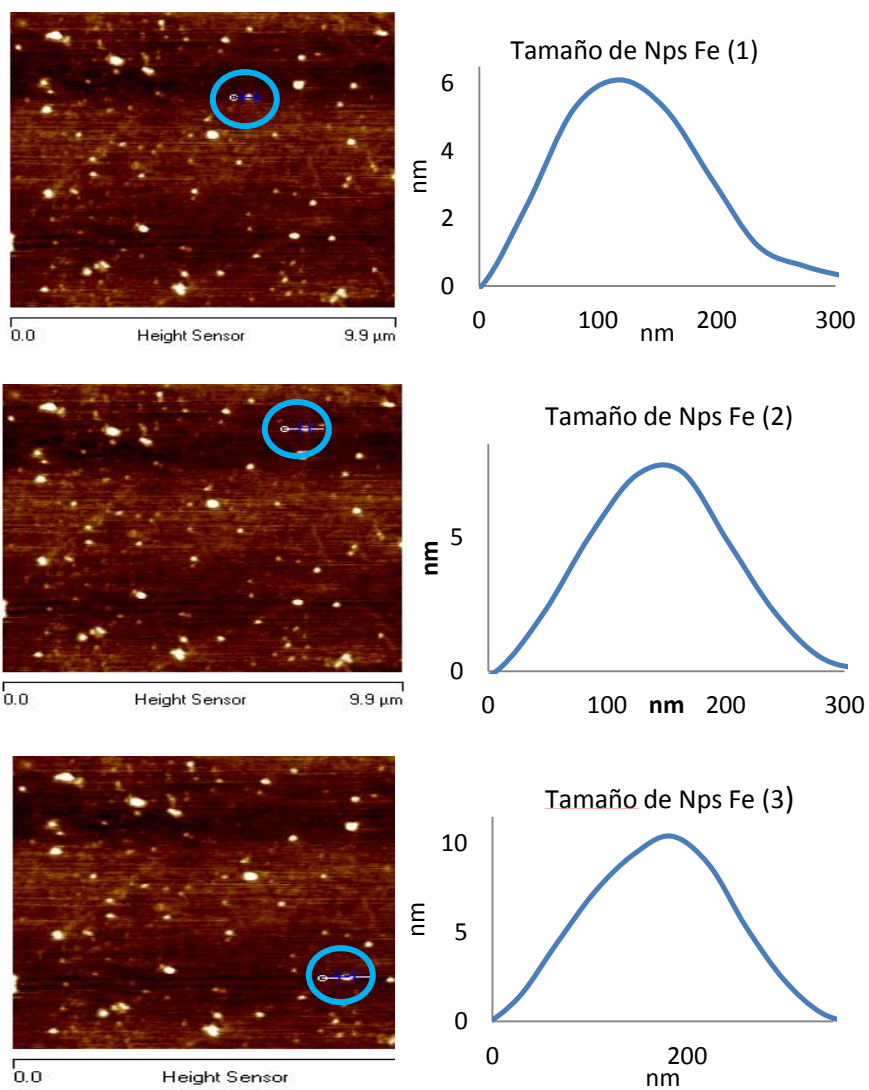 Tamaño de Nps Fe (1)
6
4
2
0
nm
0 100 200 300
nm
0.0 Height Sensor 9.9 µm
Tamaño de Nps Fe (2)
5
0
nm
0 100 nm 200 300
0.0 Height Sensor 9.9 µm
Tamaño de Nps Fe (3)
10
5
0
nm
0 200
nm
0.0 Height Sensor